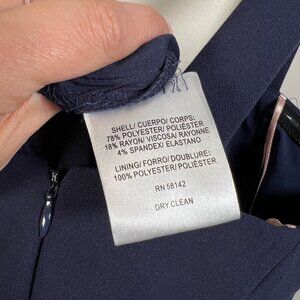 SHELL/ CUERPO/ CORPS:
78% POLYESTER/ POLIÉSTER
18% RAYON/ VISCOSA/ RAYONNE
4% SPANDEX/ ELASTANO
LINING/ FORRO/ DOUBLURE:
100% POLYESTER/ POLIÉSTER
RN 58142
DRY CLEAN